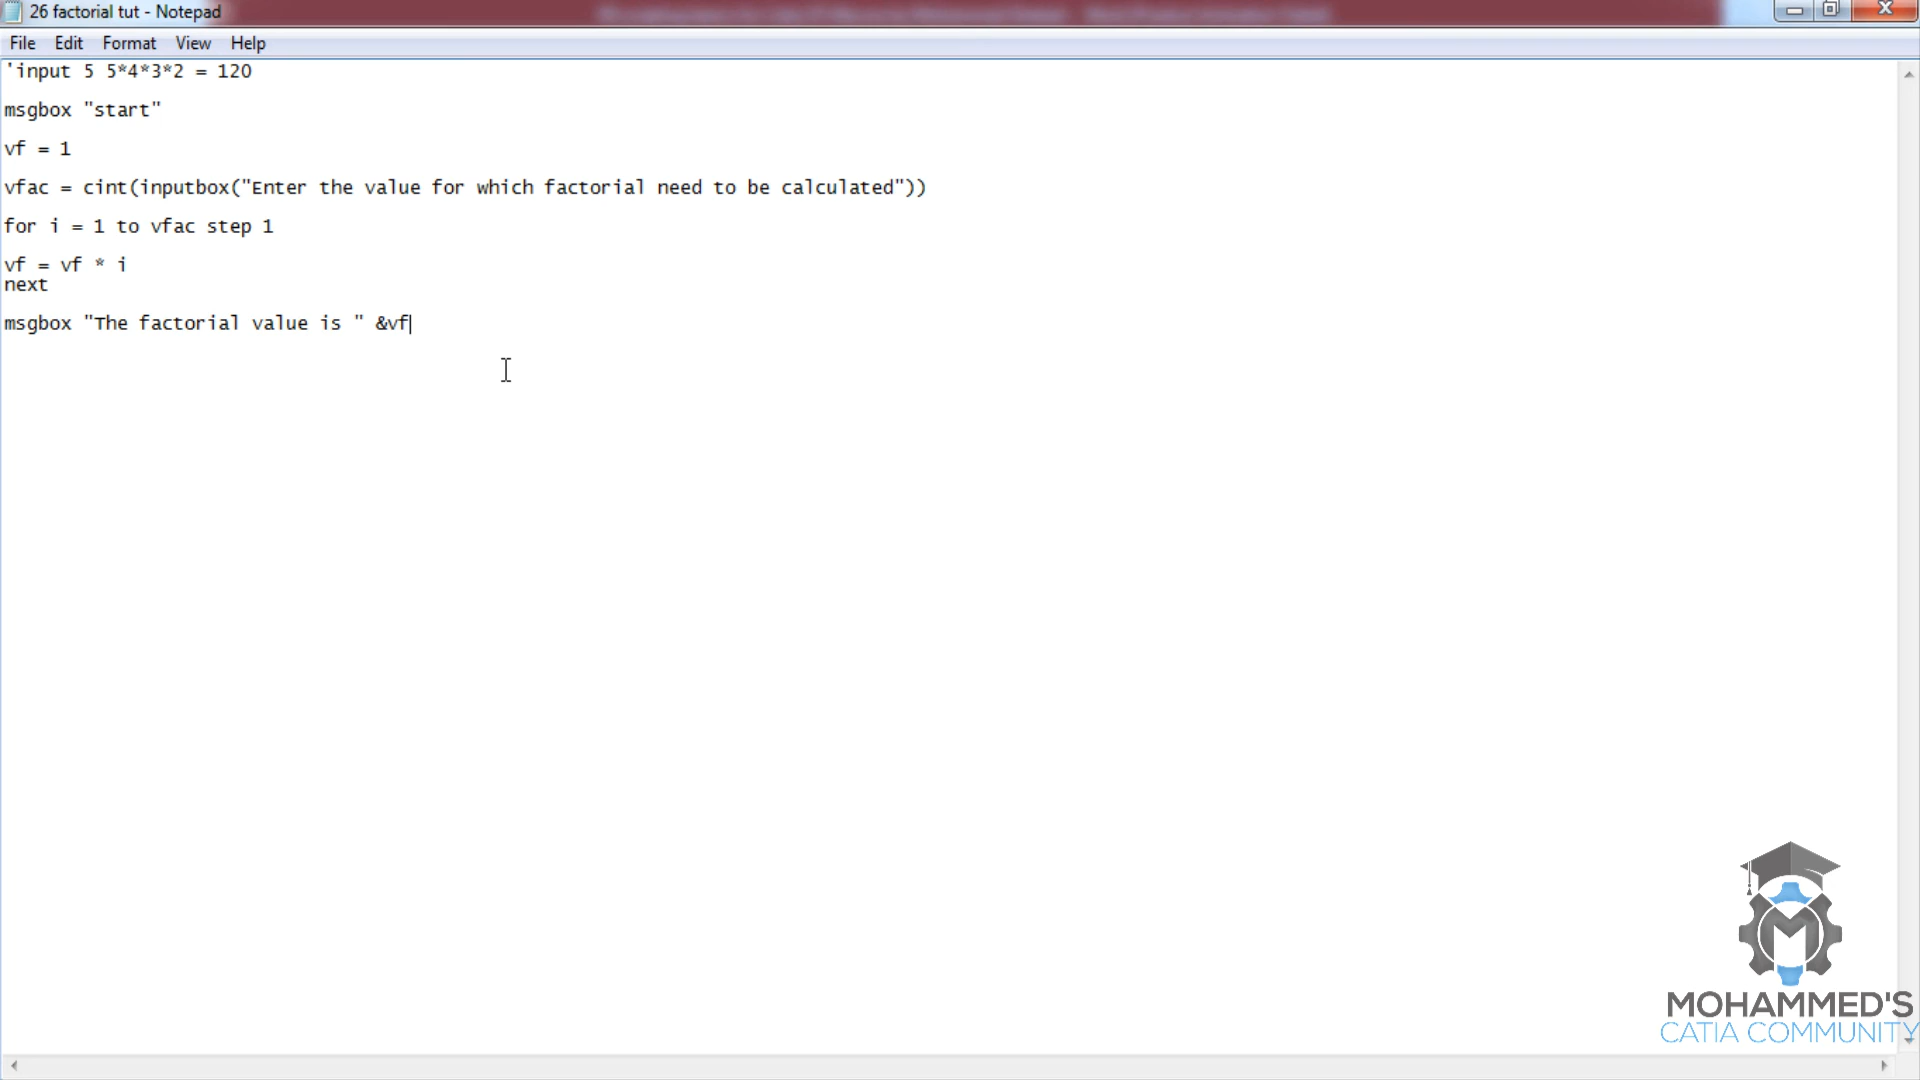 26 factorial tut - Notepad
File Edit Format View Help
'input 5 5*4*3*2 = 120
msgbox "start"
vf = 1
vfac = cint(inputbox("Enter the value for which factorial need to be calculated"))
for i = 1 to vfac step 1
vf = vf * i
next
msgbox "The factorial value is " &vf
MOHAMMED'S
CATIA COMMUNITY